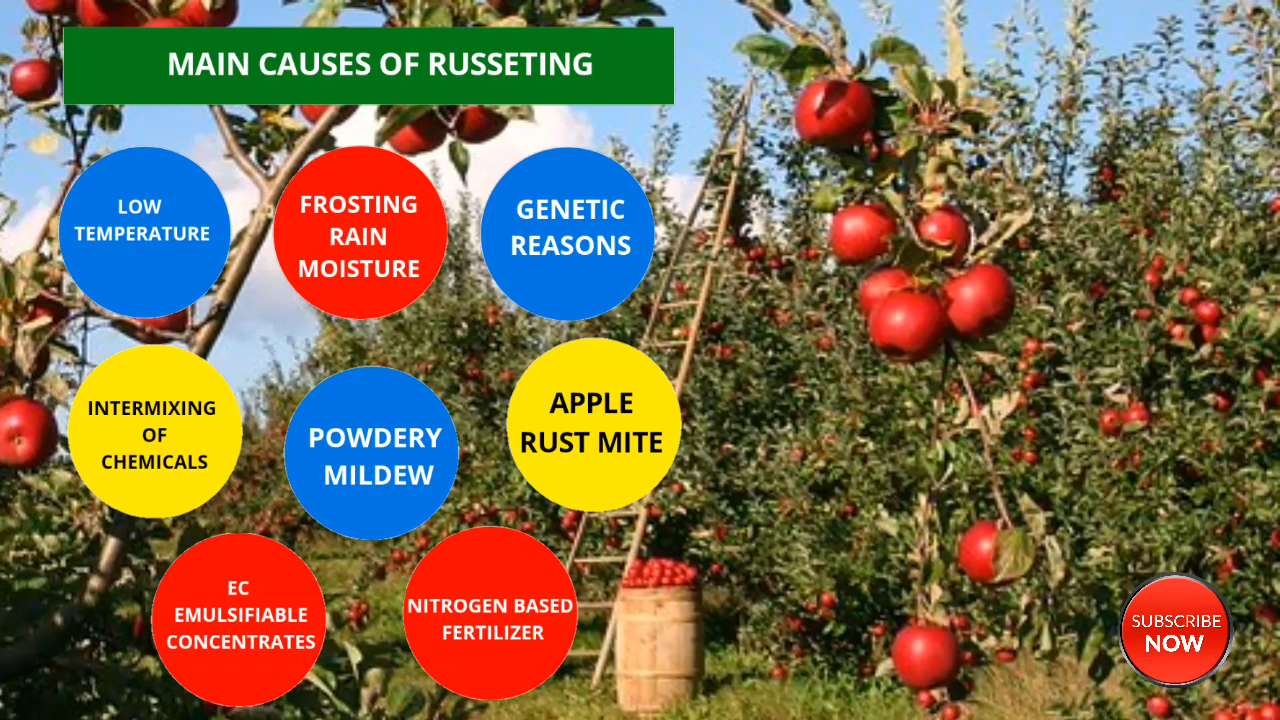 MAIN CAUSES OF RUSSETING
LOW
TEMPERATURE
FROSTING
RAIN
MOISTURE
GENETIC
REASONS
INTERMIXING
OF
CHEMICALS
POWDERY
MILDEW
APPLE
RUST MITE
EC
EMULSIFIABLE
CONCENTRATES
NITROGEN BASED
FERTILIZER
SUBSCRIBE
NOW